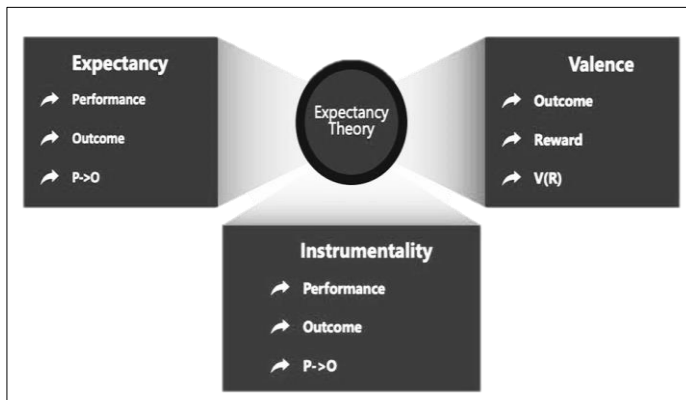 Expectancy
Performance
Outcome
P->O
Expectancy
Theory
Valence
Outcome
Reward
V(R)
Instrumentality
Performance
Outcome
P->O